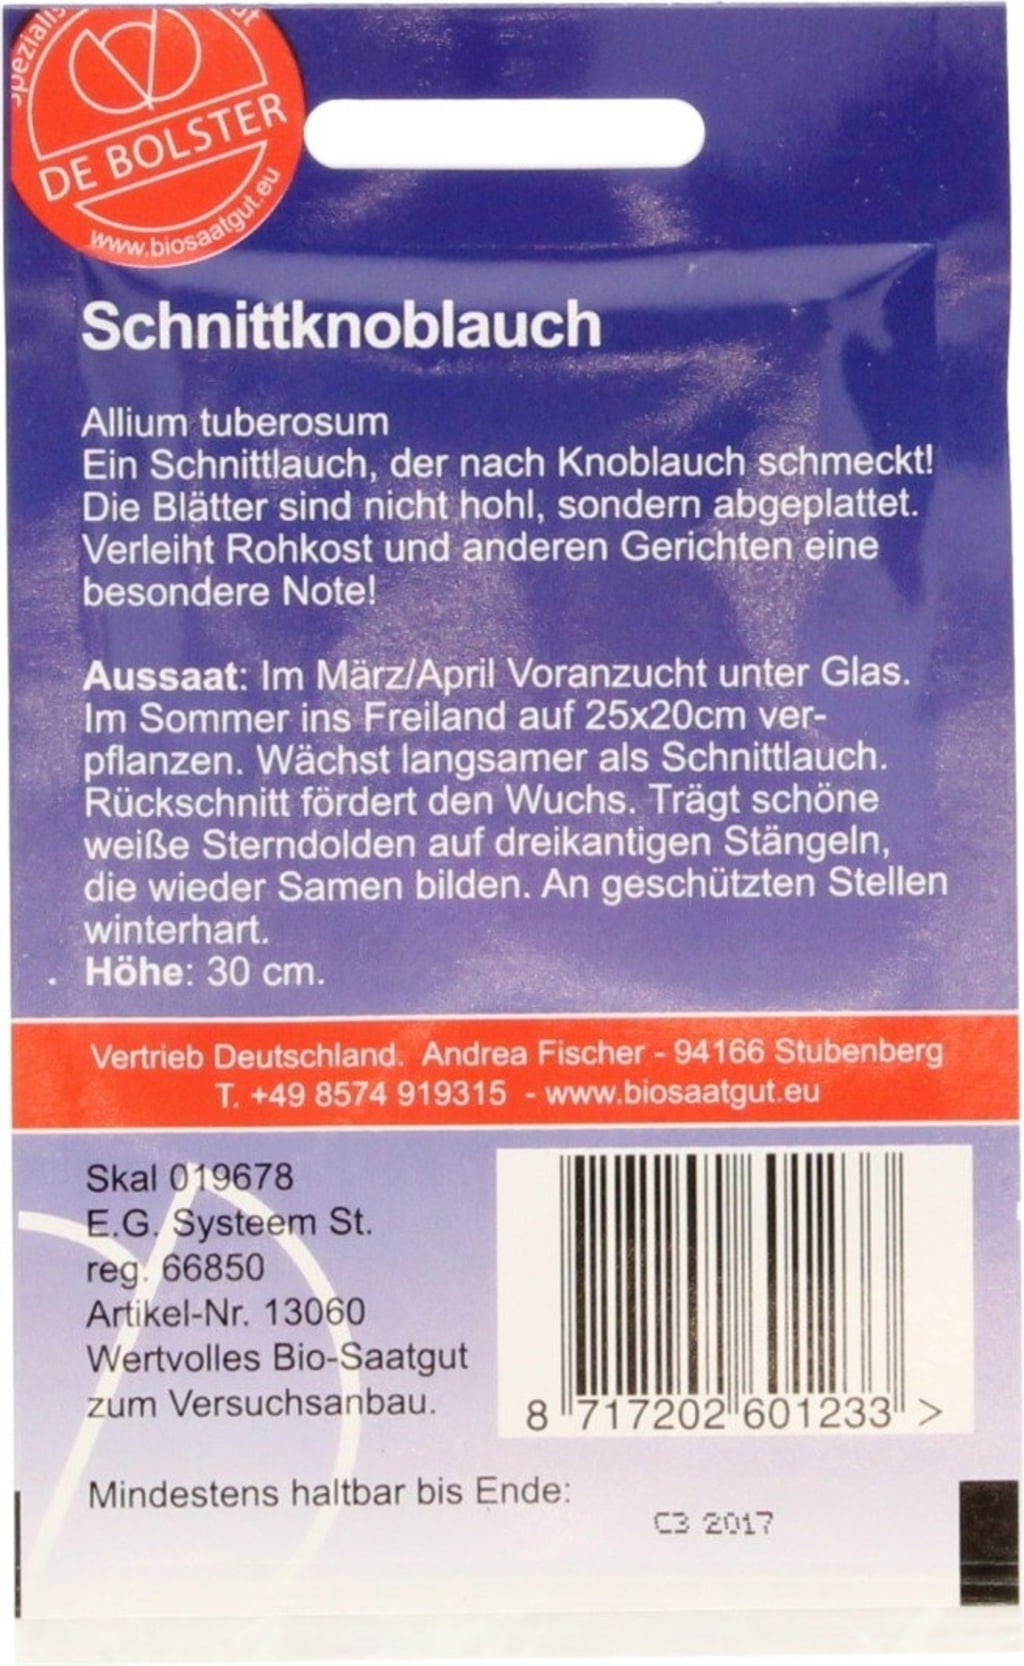 DE BOLSTER
www.biosaatgut.eu
Schnittknoblauch
Allium tuberosum
Ein Schnittlauch, der nach Knoblauch schmeckt!
Die Blätter sind nicht hohl, sondern abgeplattet.
Verleiht Rohkost und anderen Gerichten eine
besondere Note!
Aussaat: Im März/April Voranzucht unter Glas.
Im Sommer ins Freiland auf 25x20cm ver-
pflanzen. Wächst langsamer als Schnittlauch.
Rückschnitt fördert den Wuchs. Trägt schöne
weiße Sterndolden auf dreikantigen Stängeln,
die wieder Samen bilden. An geschützten Stellen
winterhart.
Höhe: 30 cm.
Vertrieb Deutschland. Andrea Fischer - 94166 Stubenberg
T. +49 8574 919315 - www.biosaatgut.eu
Skal 019678
E.G. Systeem St.
reg. 66850
Artikel-Nr. 13060
Wertvolles Bio-Saatgut
zum Versuchsanbau.
8 717202 601233 >
Mindestens haltbar bis Ende:
C3 2017